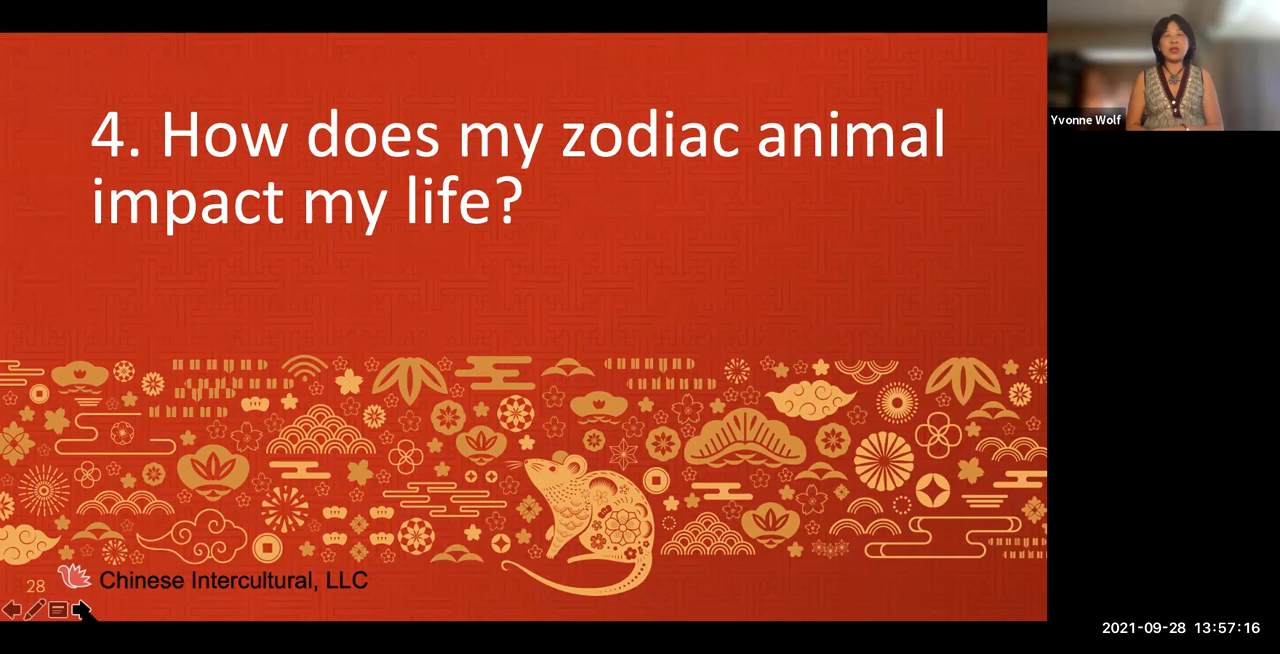 4. How does my zodiac animal
impact my life?
Yvonne Wolf
28
Chinese Intercultural, LLC
2021-09-28 13:57:16